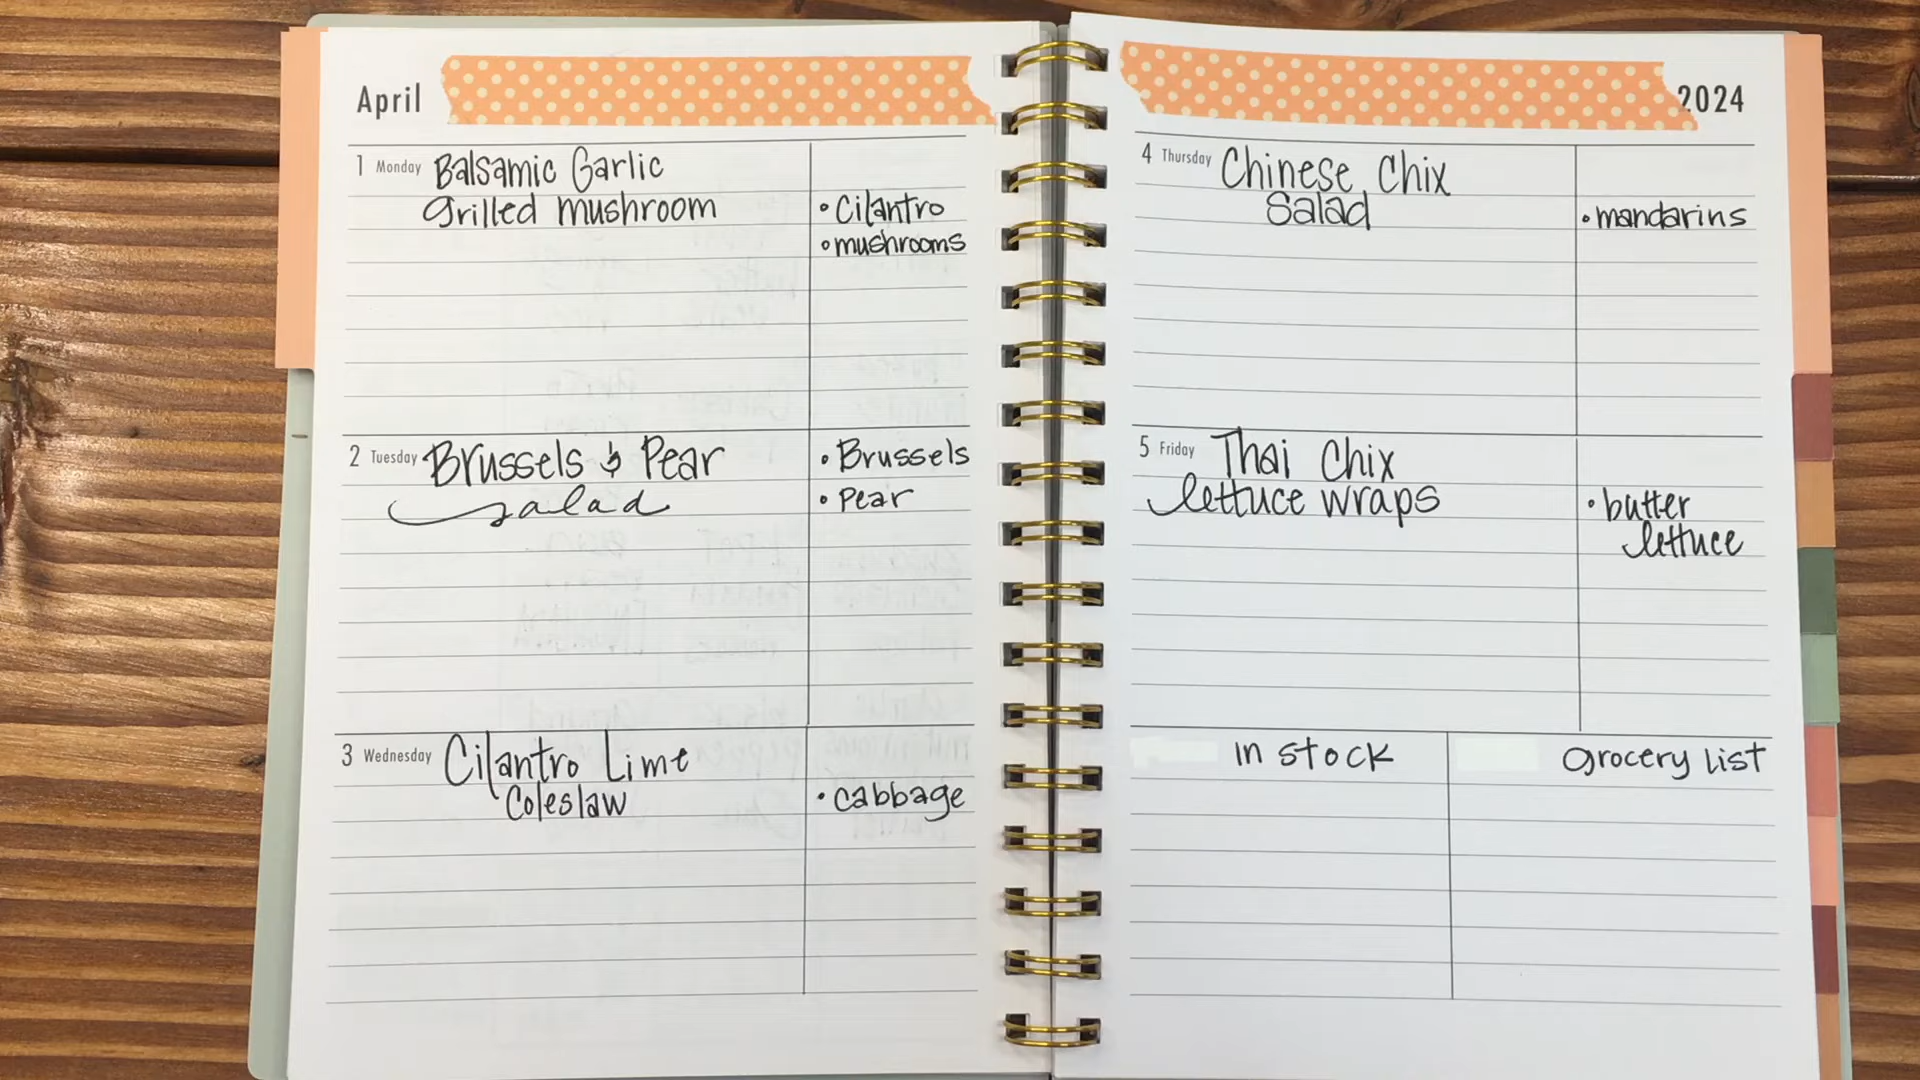 April
2024
1 Monday Balsamic Garlic
grilled mushroom
• Cilantro
• mushrooms
2 Tuesday Brussels & Pear
salad
• Brussels
• Pear
3 Wednesday Cilantro Lime
Coleslaw
• cabbage
4 Thursday Chinese Chix
Salad
• mandarins
5 Friday Thai Chix
lettuce wraps
• butter
lettuce
in stock
grocery list